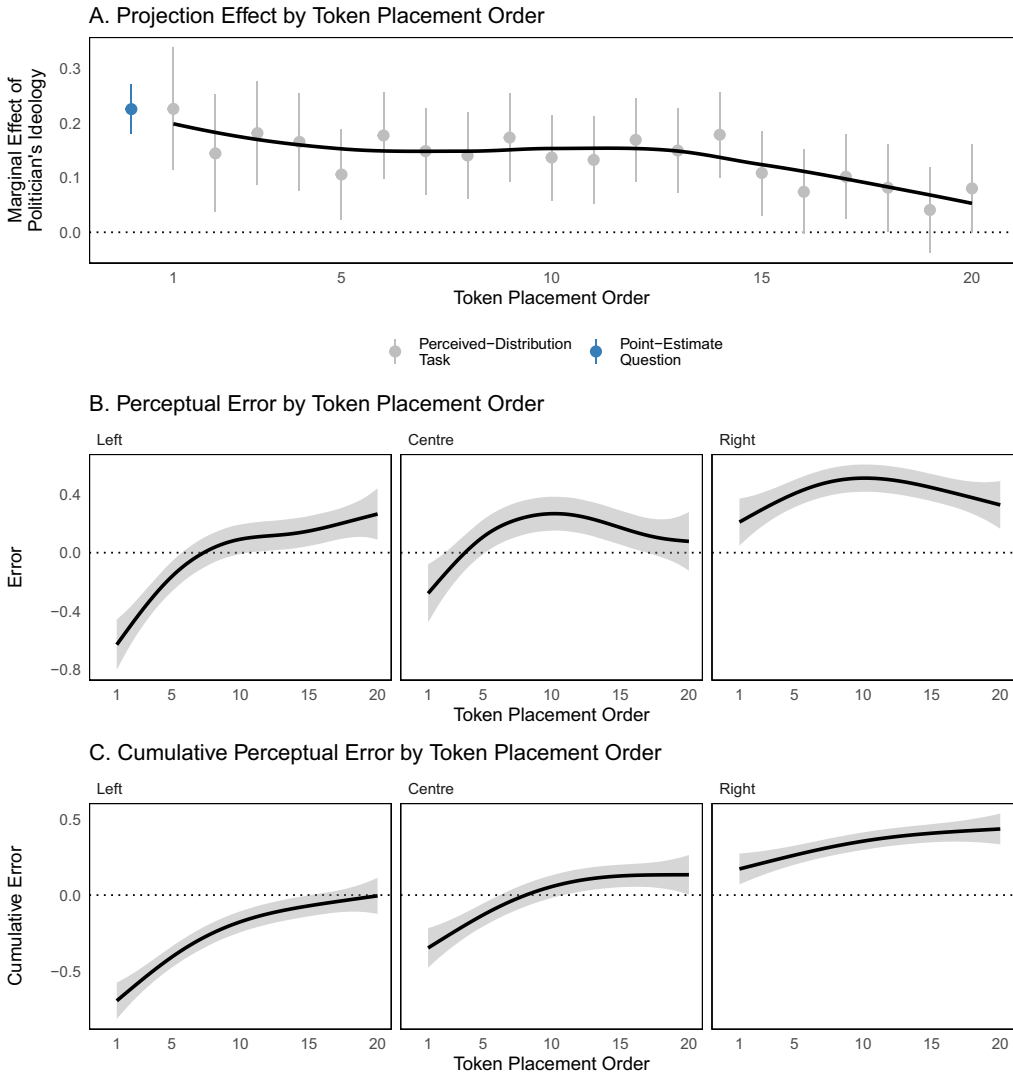 A. Projection Effect by Token Placement Order
Marginal Effect of
Politician's Ideology
0.3
0.2
0.1
0.0
1 5 10 15 20
Token Placement Order
Perceived−Distribution
Task
Point−Estimate
Question
B. Perceptual Error by Token Placement Order
Left Centre Right
Error
0.4
0.0
−0.4
−0.8
1 5 10 15 20 1 5 10 15 20 1 5 10 15 20
Token Placement Order
C. Cumulative Perceptual Error by Token Placement Order
Left Centre Right
Cumulative Error
0.5
0.0
−0.5
1 5 10 15 20 1 5 10 15 20 1 5 10 15 20
Token Placement Order